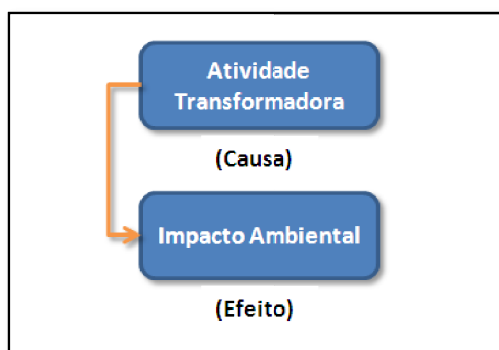 Atividade
Transformadora
(Causa)
Impacto Ambiental
(Efeito)